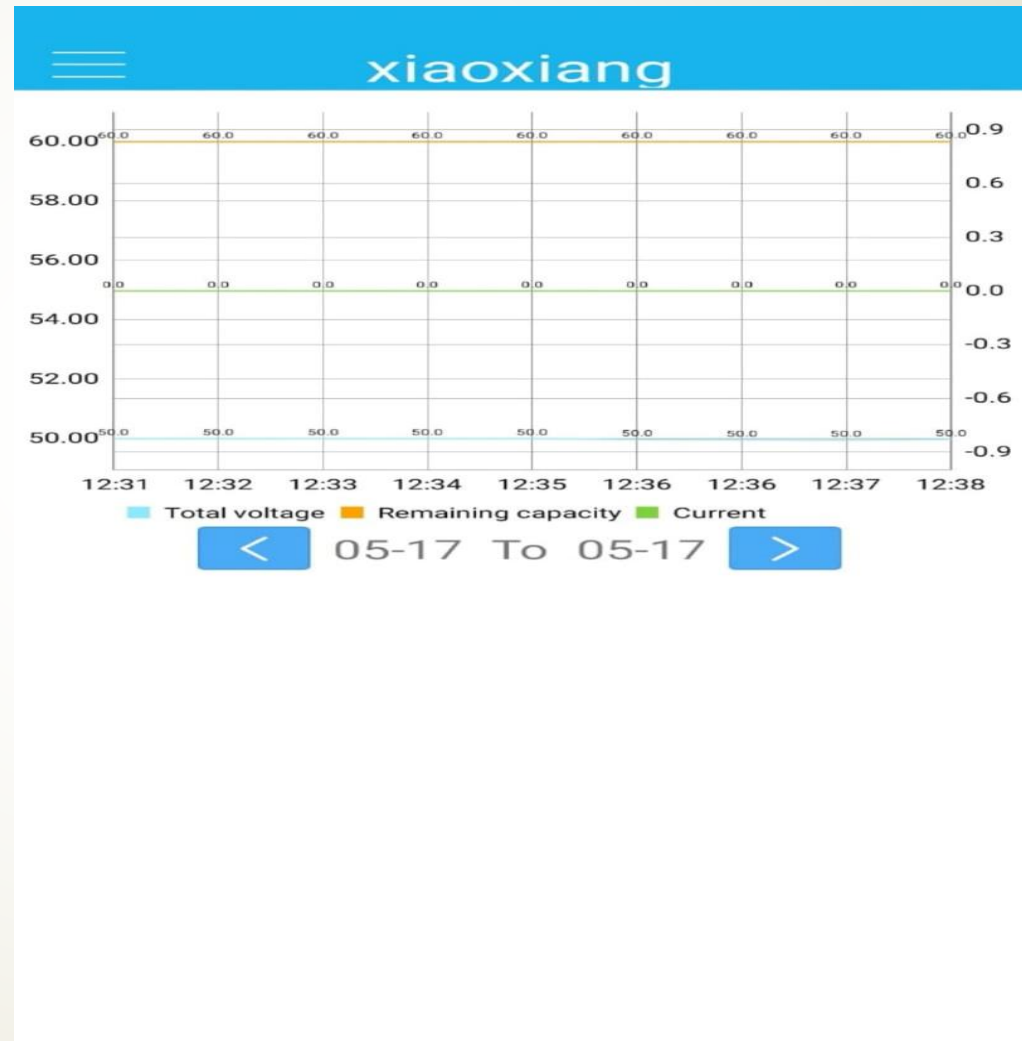 xiaoxiang
60.00 60.0 60.0 60.0 60.0 60.0 60.0 60.0 60.0 60.0 0.9
0.6
58.00
0.3
56.00
0.0 0.0 0.0 0.0 0.0 0.0 0.0 0.0 0.0 0.0
54.00
-0.3
52.00
-0.6
50.00 50.0 50.0 50.0 50.0 50.0 50.0 50.0 50.0 50.0
-0.9
12:31 12:32 12:33 12:34 12:35 12:36 12:36 12:37 12:38
Total voltage Remaining capacity Current
< 05-17 To 05-17 >